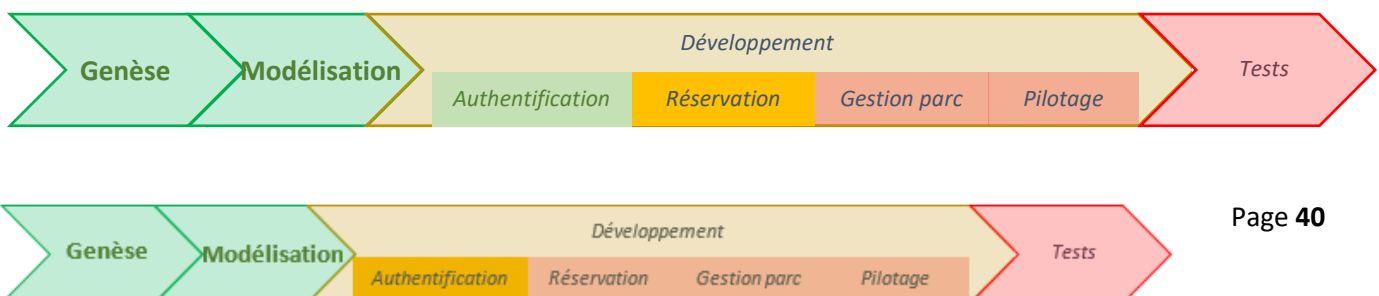 Développement
Genèse Modélisation Tests
Authentification Réservation Gestion parc Pilotage
Page 40
Développement
Genèse Modélisation Tests
Authentification Réservation Gestion parc Pilotage